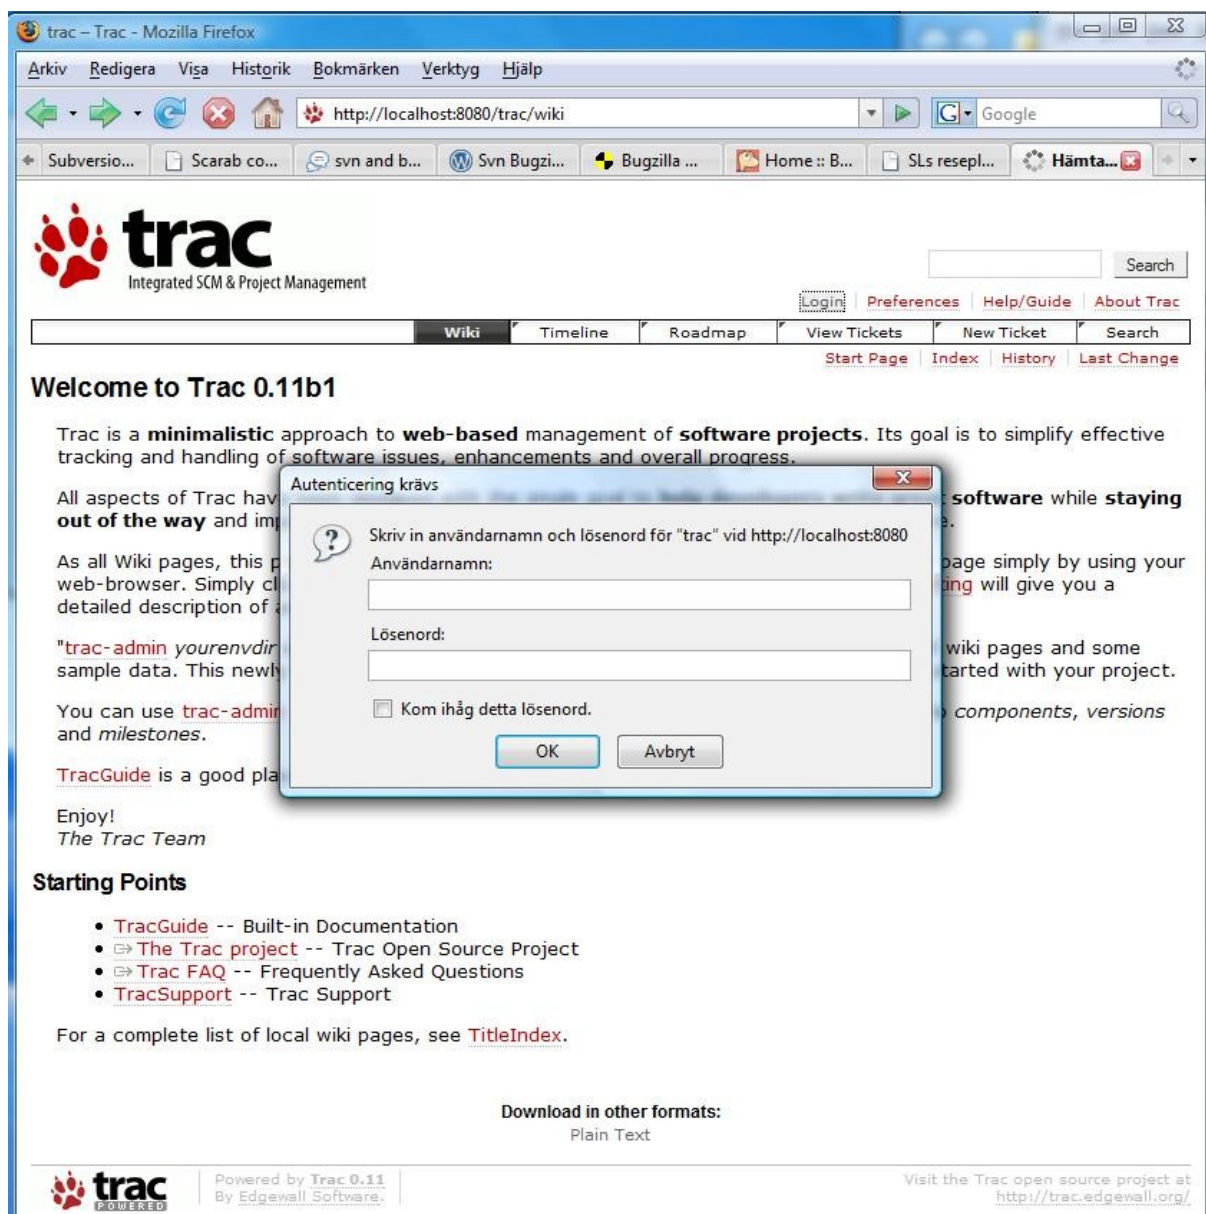 trac – Trac - Mozilla Firefox
Arkiv Redigera Visa Historik Bokmärken Verktyg Hjälp
http://localhost:8080/trac/wiki
Google
Subversio... Scarab co... svn and b... Svn Bugzi... Bugzilla ... Home :: B... SLs resepl... Hämta...
trac
Integrated SCM & Project Management
Search
Login Preferences Help/Guide About Trac
Wiki Timeline Roadmap View Tickets New Ticket Search
Start Page Index History Last Change
Welcome to Trac 0.11b1
Trac is a minimalistic approach to web-based management of software projects. Its goal is to simplify effective
tracking and handling of software issues, enhancements and overall progress.
All aspects of Trac hav software while staying
out of the way and imp
As all Wiki pages, this p page simply by using your
web-browser. Simply cl will give you a
detailed description of
"trac-admin yourenvdir wiki pages and some
sample data. This newly tarted with your project.
You can use trac-admin components, versions
and milestones.
TracGuide is a good pla
Autenticering krävs
Skriv in användarnamn och lösenord för "trac" vid http://localhost:8080
Användarnamn:
Lösenord:
Kom ihåg detta lösenord.
OK Avbryt
Enjoy!
The Trac Team
Starting Points
• TracGuide -- Built-in Documentation
• The Trac project -- Trac Open Source Project
• Trac FAQ -- Frequently Asked Questions
• TracSupport -- Trac Support
For a complete list of local wiki pages, see TitleIndex.
Download in other formats:
Plain Text
trac
POWERED
Powered by Trac 0.11
By Edgewall Software.
Visit the Trac open source project at
http://trac.edgewall.org/